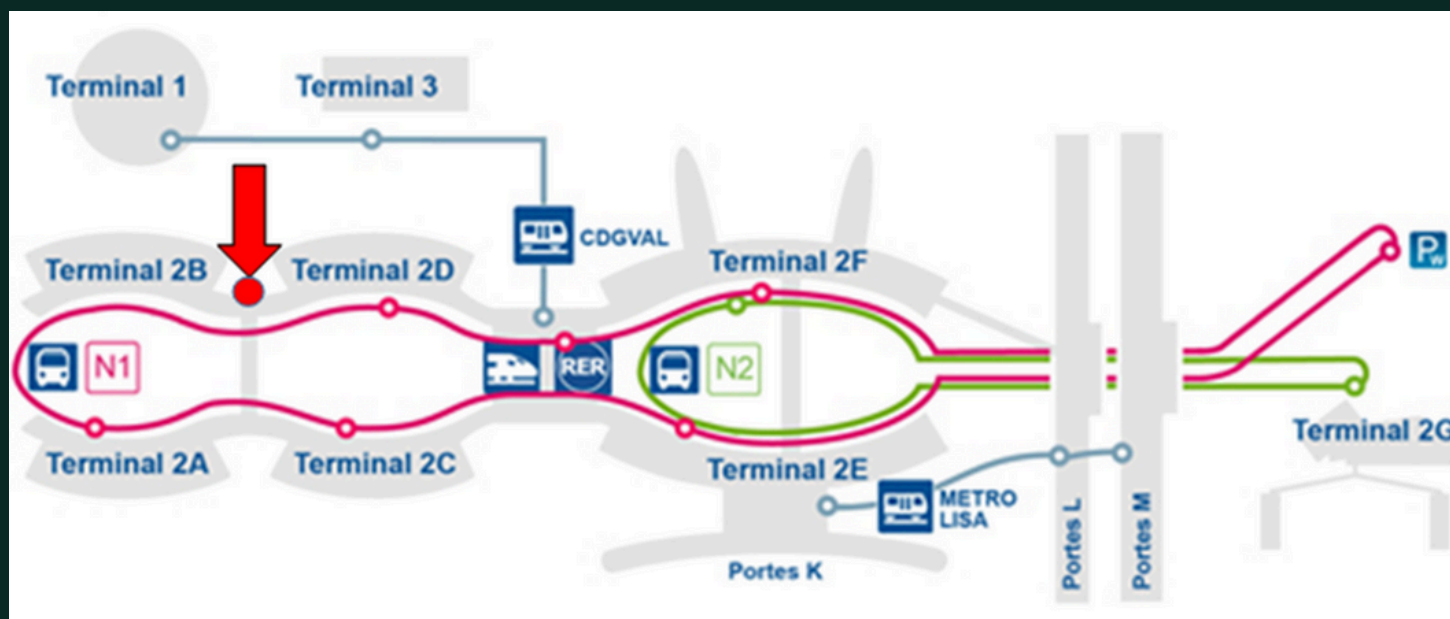 Terminal 1
Terminal 3
CDGVAL
Terminal 2B
Terminal 2D
Terminal 2F
Pw
N1
RER
N2
Terminal 2A
Terminal 2C
Terminal 2E
Terminal 2G
METRO
LISA
Portes K
Portes L
Portes M